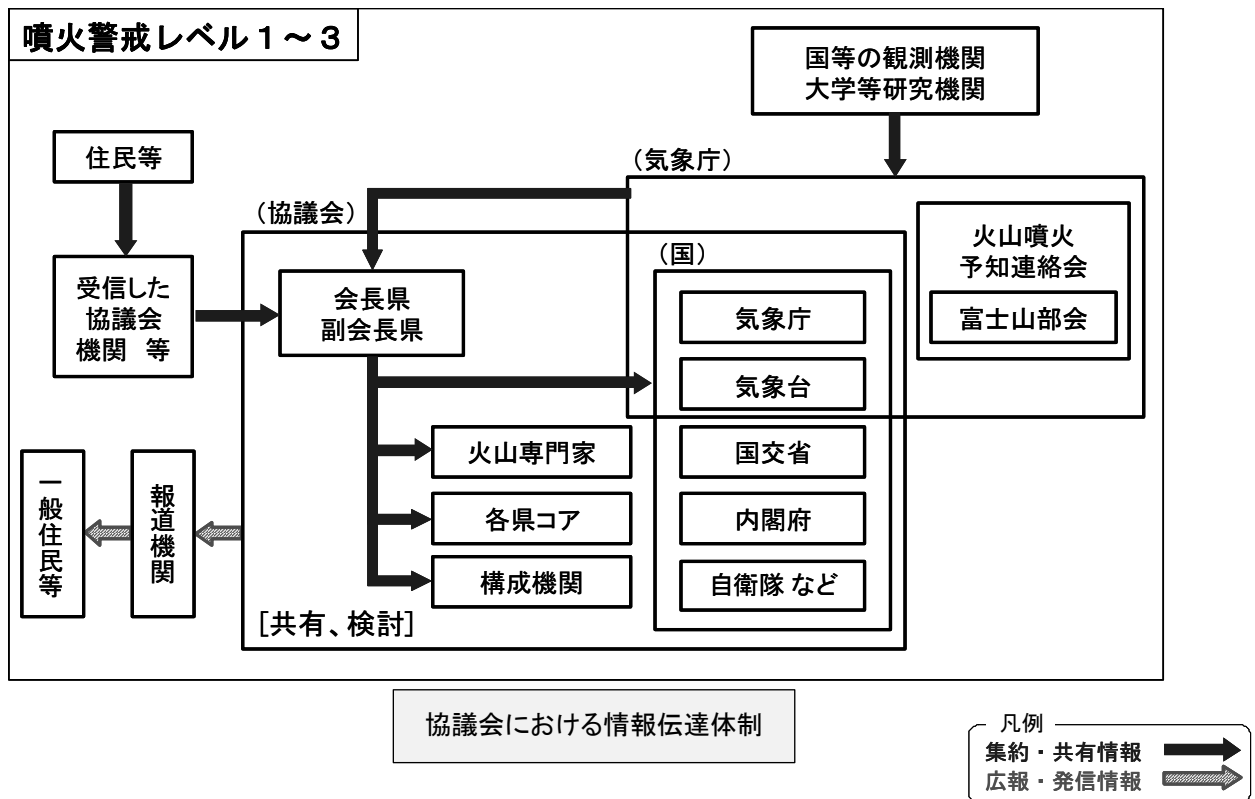 噴火警戒レベル1~3
国等の観測機関
大学等研究機関
住民等
(気象庁)
(協議会)
火山噴火
予知連絡会
富士山部会
(国)
受信した
協議会
機関 等
会長県
副会長県
気象庁
気象台
火山専門家
国交省
一般住民等
報道機関
各県コア
内閣府
構成機関
自衛隊 など
[共有、検討]
協議会における情報伝達体制
凡例
集約・共有情報
広報・発信情報